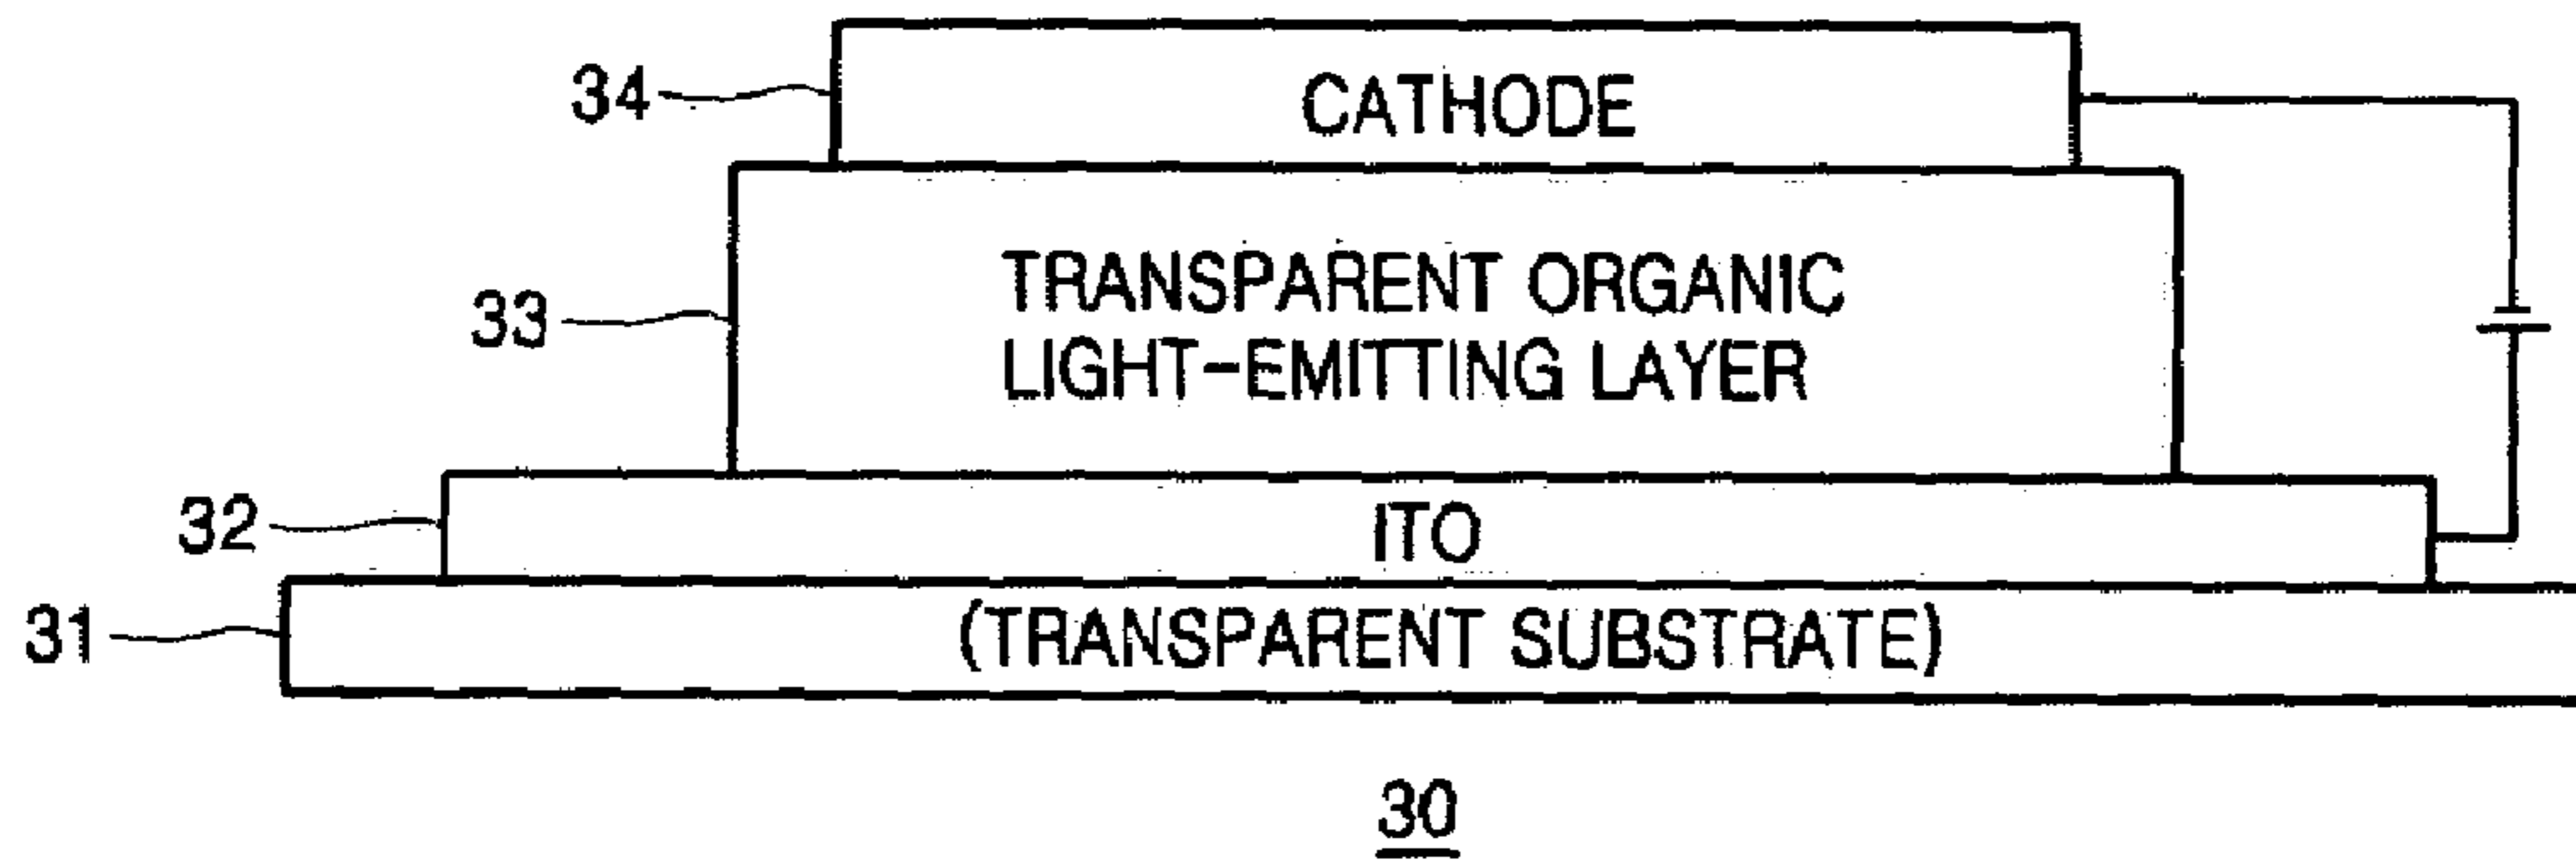 34
CATHODE
33
TRANSPARENT ORGANIC
LIGHT-EMITTING LAYER
32
ITO
31
(TRANSPARENT SUBSTRATE)
30